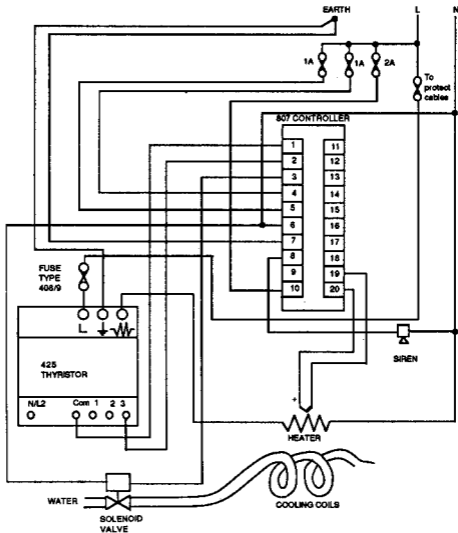 EARTH
L
N
1A
1A
2A
To
protect
cables
807 CONTROLLER
1 11
2 12
3 13
4 14
5 15
6 16
7 17
8 18
9 19
10 20
FUSE
TYPE
408/9
L
425
THYRISTOR
N/L2 Com 1 2 3
SIREN
+
HEATER
WATER
SOLENOID
VALVE
COOLING COILS